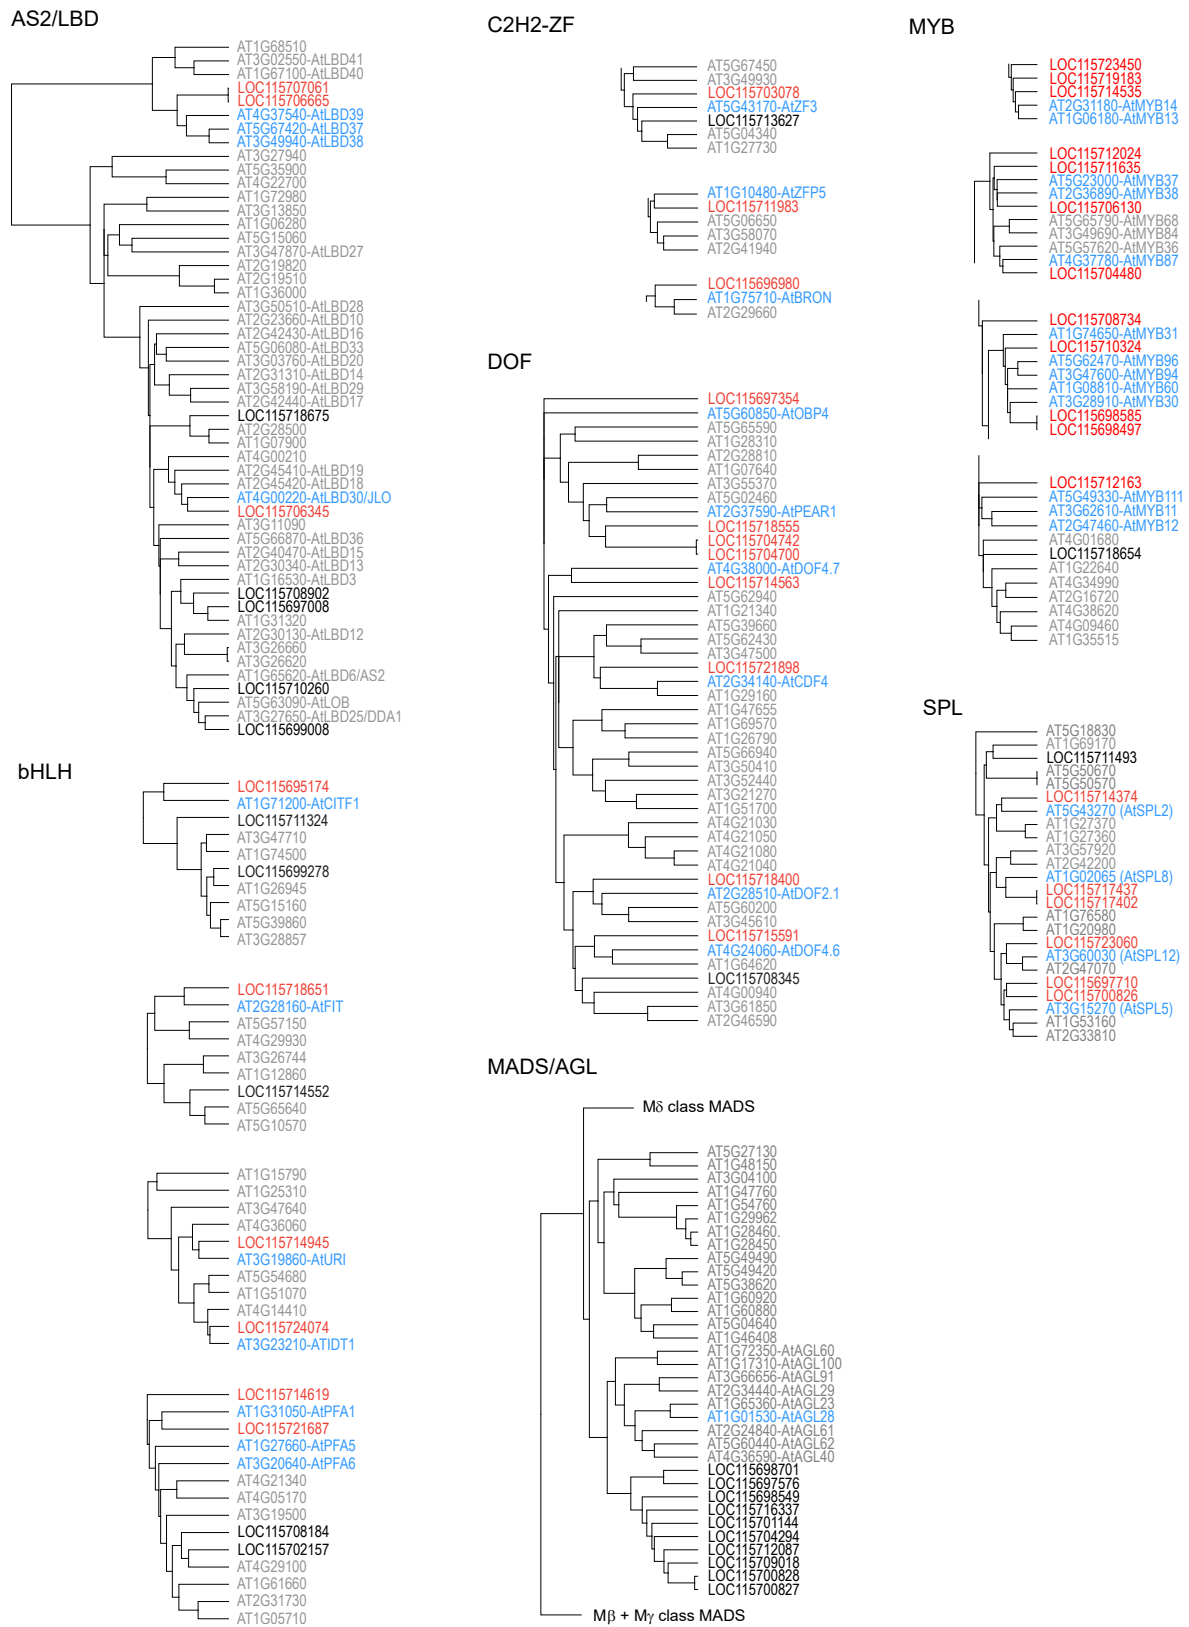 AS2/LBD
AT1G68510
AT3G02550-AtLBD41
AT1G67100-AtLBD40
LOC115707061
LOC115706665
AT4G37540-AtLBD39
AT5G67420-AtLBD37
AT3G49940-AtLBD38
AT3G27940
AT5G35900
AT4G22700
AT1G72980
AT3G13850
AT1G06280
AT5G15060
AT3G47870-AtLBD27
AT2G19820
AT2G19510
AT1G36000
AT3G50510-AtLBD28
AT2G23660-AtLBD10
AT2G42430-AtLBD16
AT5G06080-AtLBD33
AT3G03760-AtLBD20
AT2G31310-AtLBD14
AT3G58190-AtLBD29
AT2G42440-AtLBD17
LOC115718675
AT2G28500
AT1G07900
AT4G00210
AT2G45410-AtLBD19
AT2G45420-AtLBD18
AT4G00220-AtLBD30/JLO
LOC115706345
AT3G11090
AT5G66870-AtLBD36
AT2G40470-AtLBD15
AT2G30340-AtLBD13
AT1G16530-AtLBD3
LOC115708902
LOC115697008
AT1G31320
AT2G30130-AtLBD12
AT3G26660
AT3G26620
AT1G65620-AtLBD6/AS2
LOC115710260
AT5G63090-AtLOB
AT3G27650-AtLBD25/DDA1
LOC115699008
bHLH
LOC115695174
AT1G71200-AtCITF1
LOC115711324
AT3G47710
AT1G74500
LOC115699278
AT1G26945
AT5G15160
AT5G39860
AT3G28857
LOC115718651
AT2G28160-AtFIT
AT5G57150
AT4G29930
AT3G26744
AT1G12860
LOC115714552
AT5G65640
AT5G10570
AT1G15790
AT1G25310
AT3G47640
AT4G36060
LOC115714945
AT3G19860-AtURI
AT5G54680
AT1G51070
AT4G14410
LOC115724074
AT3G23210-ATIDT1
LOC115714619
AT1G31050-AtPFA1
LOC115721687
AT1G27660-AtPFA5
AT3G20640-AtPFA6
AT4G21340
AT4G05170
AT3G19500
LOC115708184
LOC115702157
AT4G29100
AT1G61660
AT2G31730
AT1G05710
C2H2-ZF
AT5G67450
AT3G49930
LOC115703078
AT5G43170-AtZF3
LOC115713627
AT5G04340
AT1G27730
AT1G10480-AtZFP5
LOC115711983
AT5G06650
AT3G58070
AT2G41940
LOC115696980
AT1G75710-AtBRON
AT2G29660
DOF
LOC115697354
AT5G60850-AtOBP4
AT5G65590
AT1G28310
AT2G28810
AT1G07640
AT3G55370
AT5G02460
AT2G37590-AtPEAR1
LOC115718555
LOC115704742
LOC115704700
AT4G38000-AtDOF4.7
LOC115714563
AT5G62940
AT1G21340
AT5G39660
AT5G62430
AT3G47500
LOC115721898
AT2G34140-AtCDF4
AT1G29160
AT1G47655
AT1G69570
AT1G26790
AT5G66940
AT3G50410
AT3G52440
AT3G21270
AT1G51700
AT4G21030
AT4G21050
AT4G21080
AT4G21040
LOC115718400
AT2G28510-AtDOF2.1
AT5G60200
AT3G45610
LOC115715591
AT4G24060-AtDOF4.6
AT1G64620
LOC115708345
AT4G00940
AT3G61850
AT2G46590
MADS/AGL
Mδ class MADS
AT5G27130
AT1G48150
AT3G04100
AT1G47760
AT1G54760
AT1G29962
AT1G28460.
AT1G28450
AT5G49490
AT5G49420
AT5G38620
AT1G60920
AT1G60880
AT5G04640
AT1G46408
AT1G72350-AtAGL60
AT1G17310-AtAGL100
AT3G66656-AtAGL91
AT2G34440-AtAGL29
AT1G65360-AtAGL23
AT1G01530-AtAGL28
AT2G24840-AtAGL61
AT5G60440-AtAGL62
AT4G36590-AtAGL40
LOC115698701
LOC115697576
LOC115698549
LOC115716337
LOC115701144
LOC115704294
LOC115712087
LOC115709018
LOC115700828
LOC115700827
Mβ + Mγ class MADS
MYB
LOC115723450
LOC115719183
LOC115714535
AT2G31180-AtMYB14
AT1G06180-AtMYB13
LOC115712024
LOC115711635
AT5G23000-AtMYB37
AT2G36890-AtMYB38
LOC115706130
AT5G65790-AtMYB68
AT3G49690-AtMYB84
AT5G57620-AtMYB36
AT4G37780-AtMYB87
LOC115704480
LOC115708734
AT1G74650-AtMYB31
LOC115710324
AT5G62470-AtMYB96
AT3G47600-AtMYB94
AT1G08810-AtMYB60
AT3G28910-AtMYB30
LOC115698585
LOC115698497
LOC115712163
AT5G49330-AtMYB111
AT3G62610-AtMYB11
AT2G47460-AtMYB12
AT4G01680
LOC115718654
AT1G22640
AT4G34990
AT2G16720
AT4G38620
AT4G09460
AT1G35515
SPL
AT5G18830
AT1G69170
LOC115711493
AT5G50670
AT5G50570
LOC115714374
AT5G43270 (AtSPL2)
AT1G27370
AT1G27360
AT3G57920
AT2G42200
AT1G02065 (AtSPL8)
LOC115717437
LOC115717402
AT1G76580
AT1G20980
LOC115723060
AT3G60030 (AtSPL12)
AT2G47070
LOC115697710
LOC115700826
AT3G15270 (AtSPL5)
AT1G53160
AT2G33810